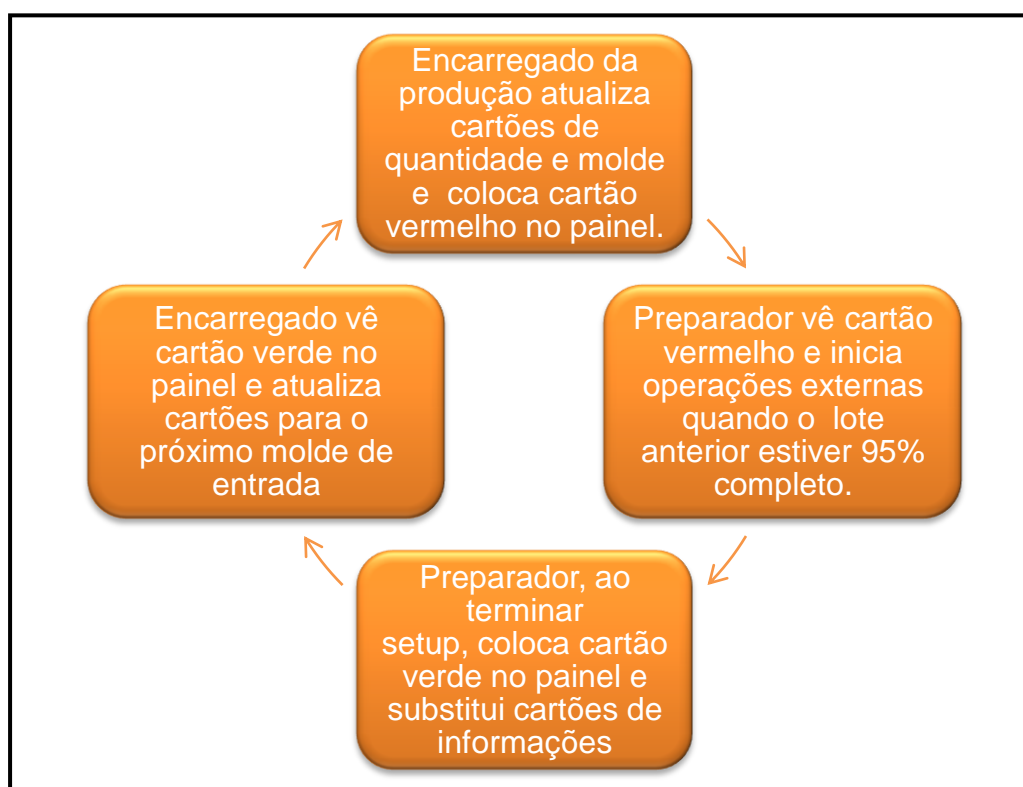 Encarregado da
produção atualiza
cartões de
quantidade e molde
e coloca cartão
vermelho no painel.
Preparador vê cartão
vermelho e inicia
operações externas
quando o lote
anterior estiver 95%
completo.
Preparador, ao
terminar
setup, coloca cartão
verde no painel e
substitui cartões de
informações
Encarregado vê
cartão verde no
painel e atualiza
cartões para o
próximo molde de
entrada